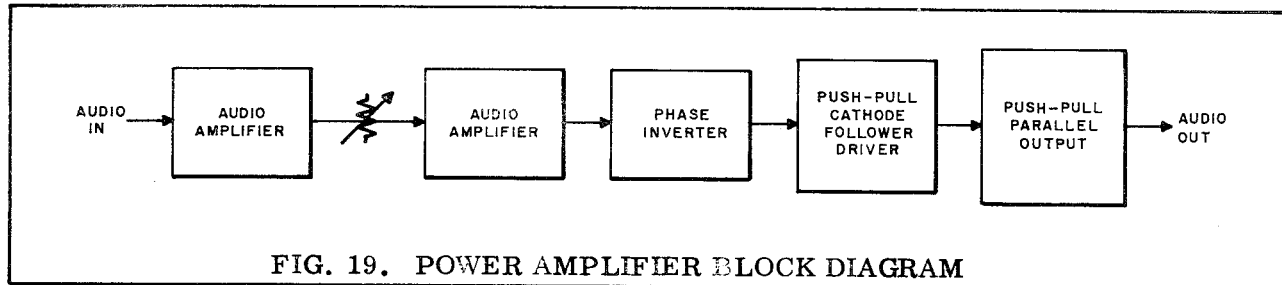 AUDIO
IN
AUDIO
AMPLIFIER
AUDIO
AMPLIFIER
PHASE
INVERTER
PUSH-PULL
CATHODE
FOLLOWER
DRIVER
PUSH-PULL
PARALLEL
OUTPUT
AUDIO
OUT
FIG. 19. POWER AMPLIFIER BLOCK DIAGRAM